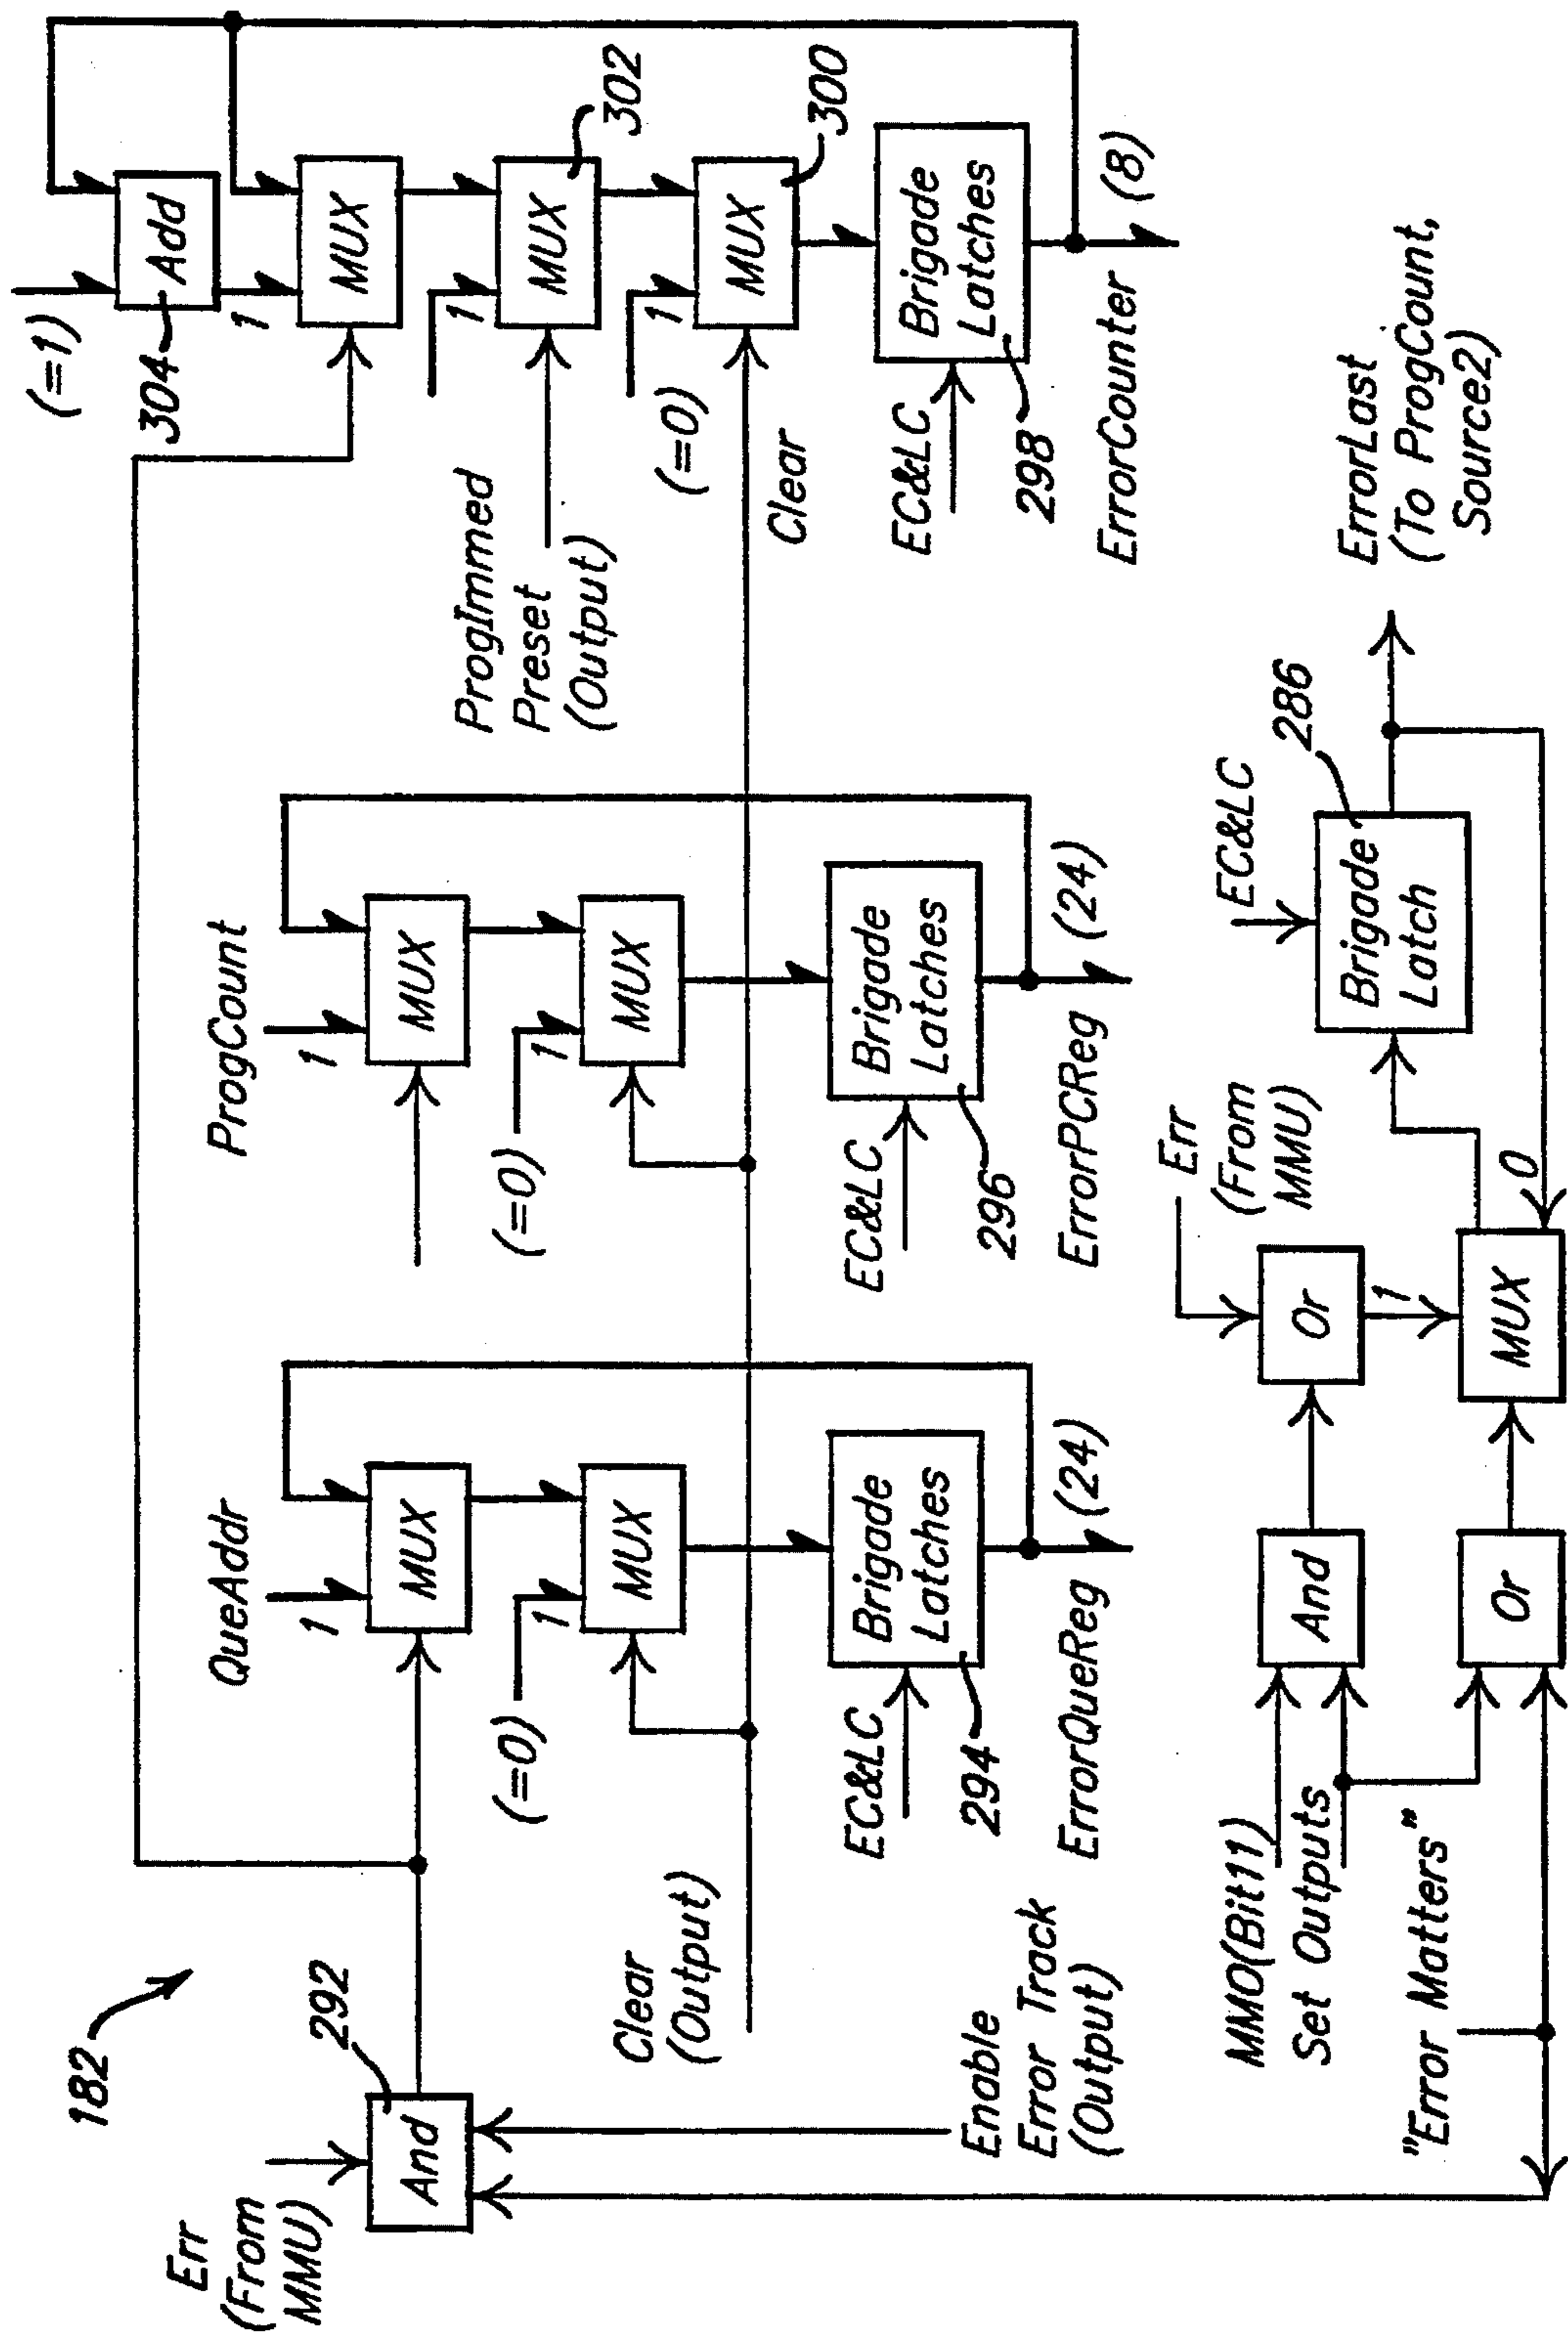 182
Err
(From
MMU)
And
292
QueAddr
1
MUX
(=0)
1
MUX
Clear
(Output)
EC&LC
Brigade
Latches
294
ErrorQueReg
(24)
Enable
Error Track
(Output)
ProgCount
1
MUX
(=0)
1
MUX
EC&LC
Brigade
Latches
296
ErrorPCReg
(24)
(=1)
304
Add
1
MUX
ProgImmed
Preset
(Output)
1
MUX
302
(=0)
1
MUX
300
Clear
EC&LC
Brigade
Latches
298
ErrorCounter
(8)
MMO(Bit11)
Set Outputs
"Error Matters"
And
Or
Err
(From
MMU)
Or
1
MUX
0
EC&LC
Brigade
Latch
286
ErrorLast
(To ProgCount,
Source2)